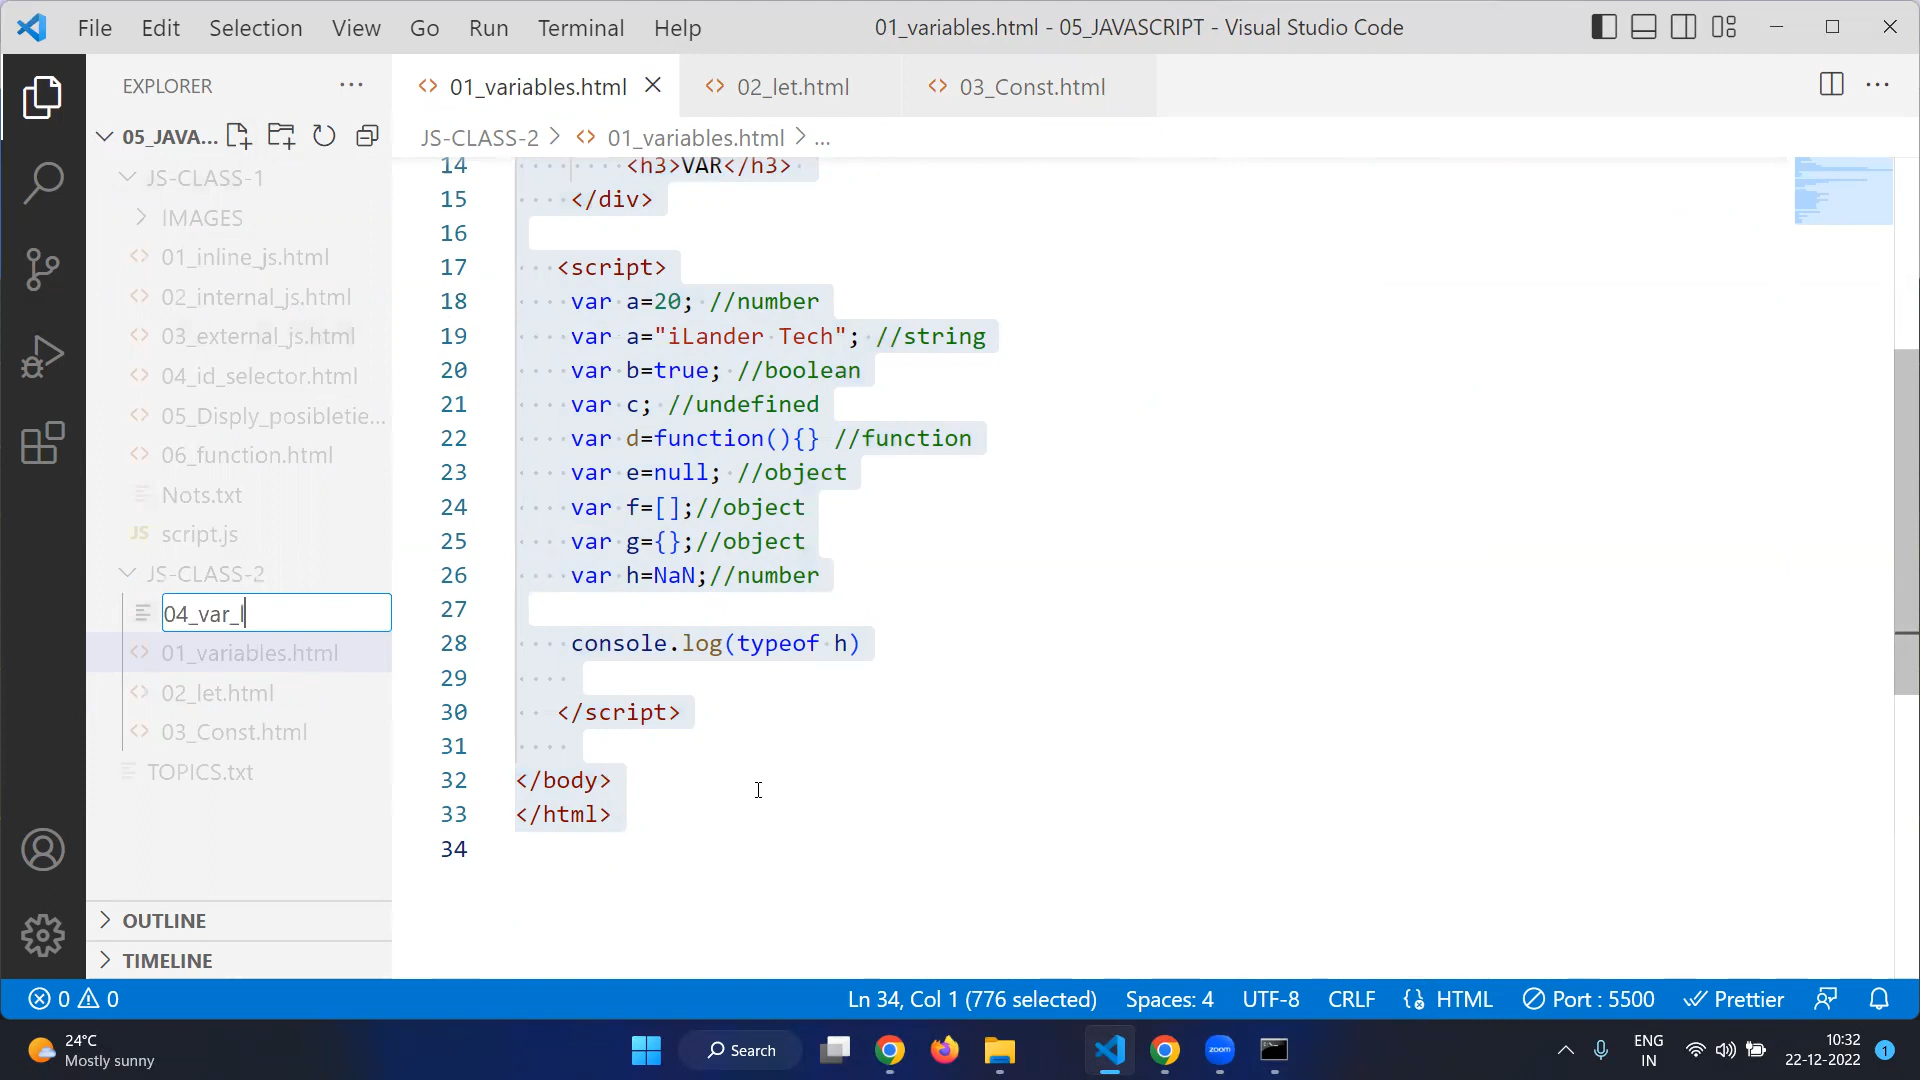 File Edit Selection View Go Run Terminal Help 01_variables.html - 05_JAVASCRIPT - Visual Studio Code
EXPLORER
01_variables.html 02_let.html 03_Const.html
05_JAVA...
JS-CLASS-2 > 01_variables.html > ...
JS-CLASS-1
IMAGES
01_inline_js.html
02_internal_js.html
03_external_js.html
04_id_selector.html
05_Disply_posibletie...
06_function.html
Nots.txt
JS script.js
JS-CLASS-2
04_var_l
01_variables.html
02_let.html
03_Const.html
TOPICS.txt
OUTLINE
TIMELINE
14 <h3>VAR</h3>
15 </div>
16
17 <script>
18 var a=20; //number
19 var a="iLander Tech"; //string
20 var b=true; //boolean
21 var c; //undefined
22 var d=function(){} //function
23 var e=null; //object
24 var f=[];//object
25 var g={};//object
26 var h=NaN;//number
27
28 console.log(typeof h)
29
30 </script>
31
32 </body>
33 </html>
34
0 0 Ln 34, Col 1 (776 selected) Spaces: 4 UTF-8 CRLF HTML Port : 5500 Prettier
24°C
Mostly sunny
Search
zoom
ENG
IN
10:32
22-12-2022
1